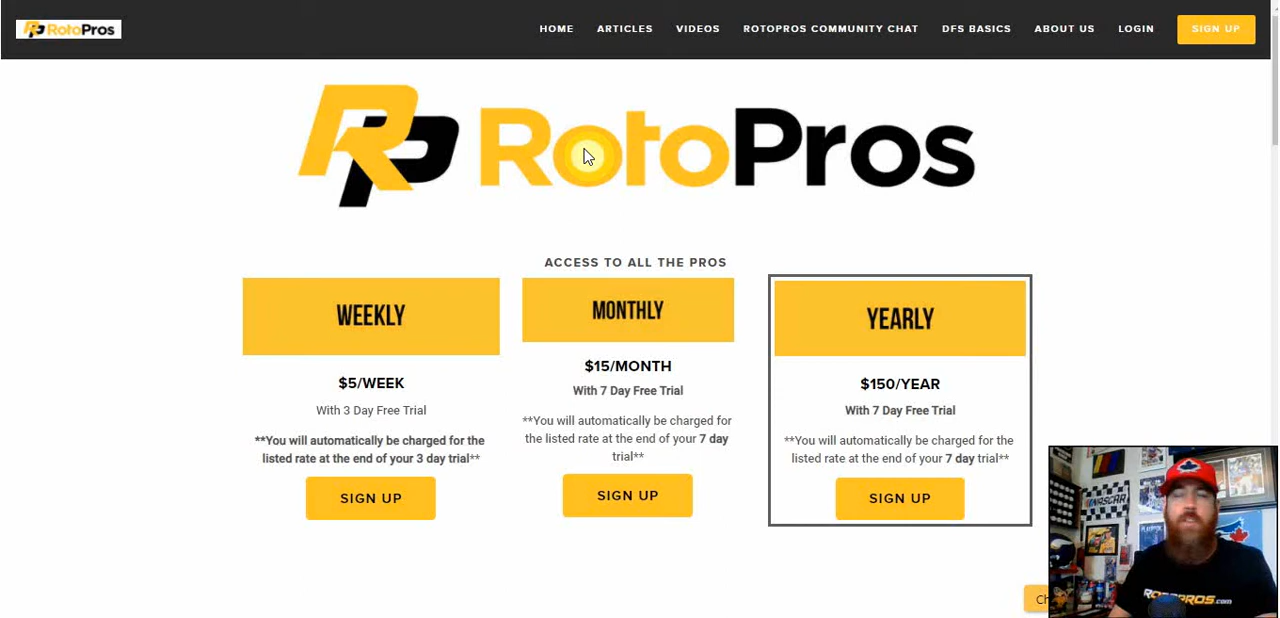 RP RotoPros
HOME ARTICLES VIDEOS ROTOPROS COMMUNITY CHAT DFS BASICS ABOUT US LOGIN SIGN UP
RP RotoPros
ACCESS TO ALL THE PROS
WEEKLY
$5/WEEK
With 3 Day Free Trial
**You will automatically be charged for the
listed rate at the end of your 3 day trial**
SIGN UP
MONTHLY
$15/MONTH
With 7 Day Free Trial
**You will automatically be charged for
the listed rate at the end of your 7 day
trial**
SIGN UP
YEARLY
$150/YEAR
With 7 Day Free Trial
**You will automatically be charged for the
listed rate at the end of your 7 day trial**
SIGN UP
NASCAR
ROTOPROS.com